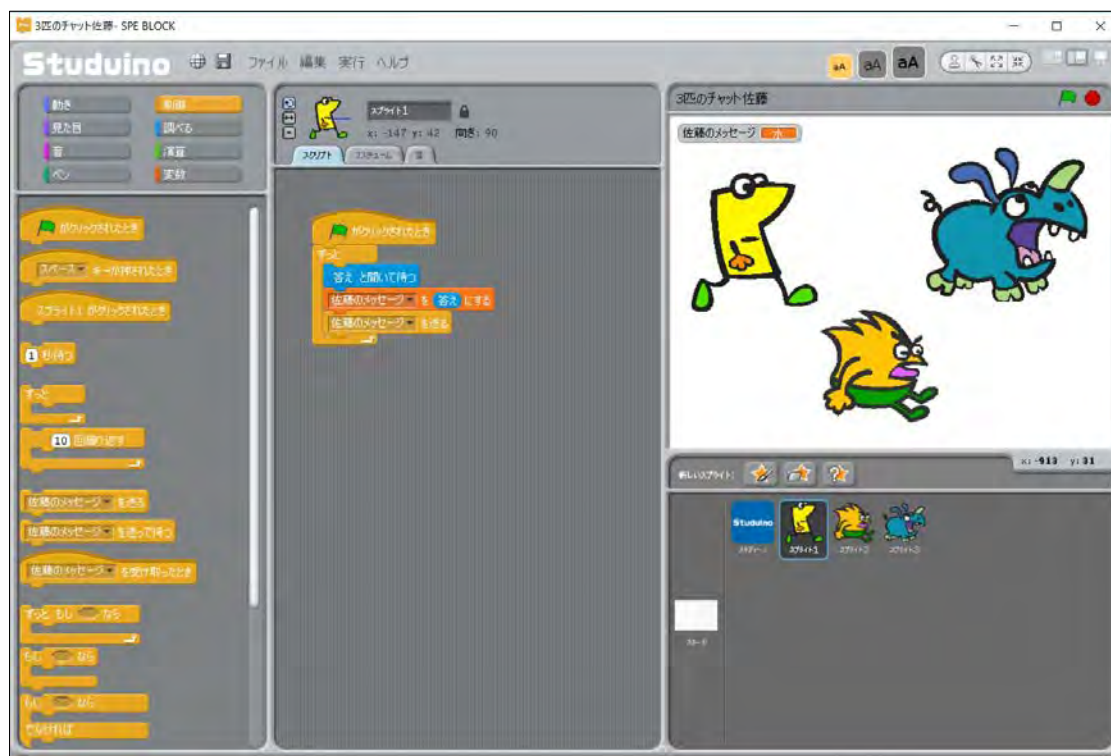 3匹のチャット佐藤- SPE BLOCK
Studuino ファイル 編集 実行 ヘルプ
aA aA aA
動き 制御
見た目 調べる
音 演算
ペン 変数
がクリックされたとき
スペース キーが押されたとき
スプライト1 がクリックされたとき
1 秒待つ
ずっと
10 回繰り返す
佐藤のメッセージ を送る
佐藤のメッセージ を送って待つ
佐藤のメッセージ を受け取ったとき
ずっと もし なら
もし なら
もし なら
でなければ
スプライト1
x: -147 y: 42 向き: 90
スクリプト コスチューム 音
がクリックされたとき
ずっと
答え と聞いて待つ
佐藤のメッセージ を 答え にする
佐藤のメッセージ を送る
3匹のチャット佐藤
佐藤のメッセージ 水
x: -913 y: 31
新しいスプライト:
Studuino
スプライト1 スプライト2 スプライト3
ステージ